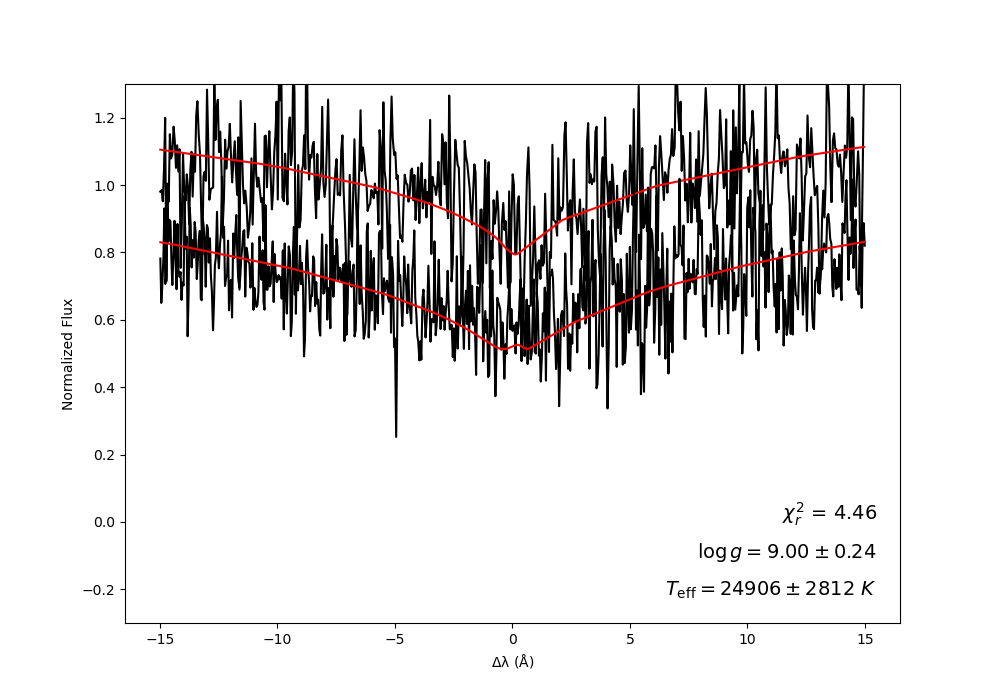 1.2
1.0
0.8
0.6
0.4
0.2
0.0
−0.2
Normalized Flux
χ²ᵣ = 4.46
log g = 9.00 ± 0.24
T_eff = 24906 ± 2812 K
−15 −10 −5 0 5 10 15
Δλ (Å)